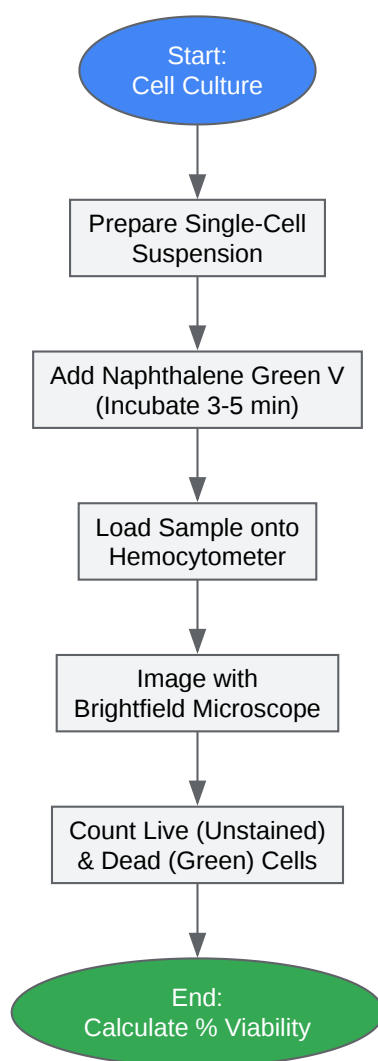 Start:
Cell Culture
Prepare Single-Cell
Suspension
Add Naphthalene Green V
(Incubate 3-5 min)
Load Sample onto
Hemocytometer
Image with
Brightfield Microscope
Count Live (Unstained)
& Dead (Green) Cells
End:
Calculate % Viability